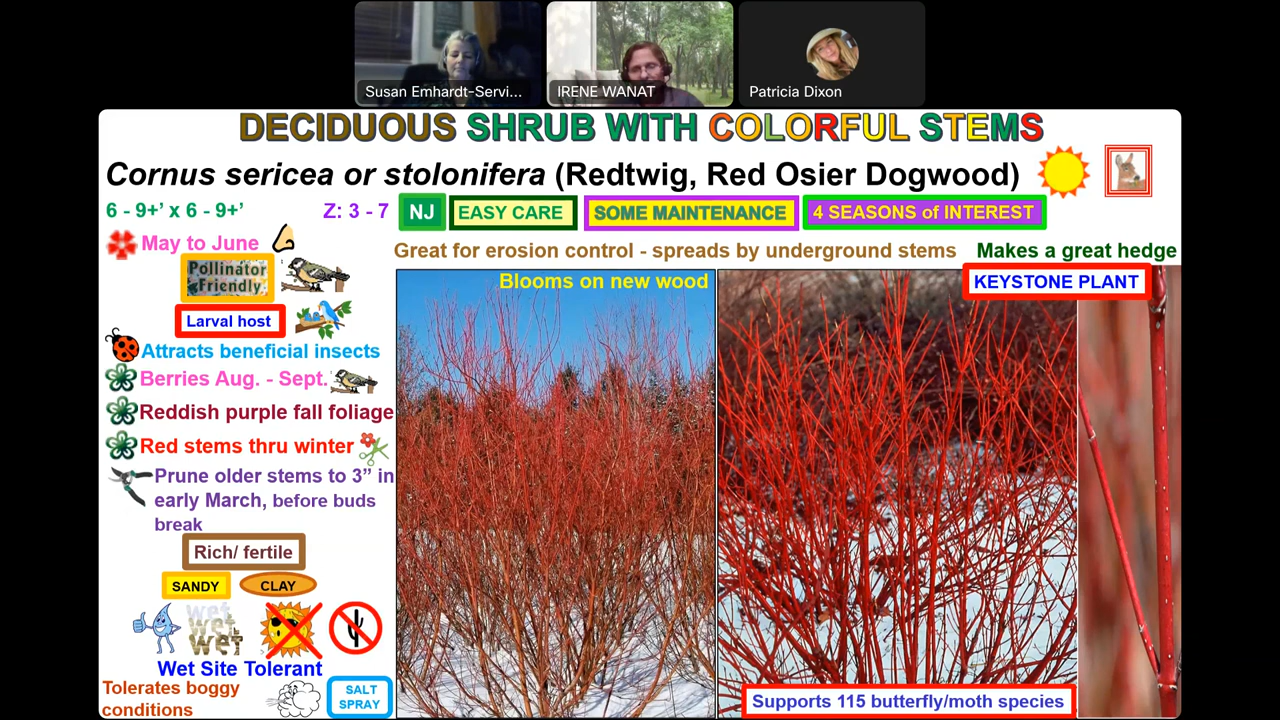 Susan Emhardt-Servi...
IRENE WANAT
Patricia Dixon
DECIDUOUS SHRUB WITH COLORFUL STEMS
Cornus sericea or stolonifera (Redtwig, Red Osier Dogwood)
6 - 9+' x 6 - 9+'
Z: 3 - 7
NJ
EASY CARE
SOME MAINTENANCE
4 SEASONS of INTEREST
May to June
Great for erosion control - spreads by underground stems
Makes a great hedge
Pollinator
Friendly
Blooms on new wood
KEYSTONE PLANT
Larval host
Attracts beneficial insects
Berries Aug. - Sept.
Reddish purple fall foliage
Red stems thru winter
Prune older stems to 3” in
early March, before buds
break
Rich/ fertile
SANDY
CLAY
wet
wet
wet
Wet Site Tolerant
Tolerates boggy
conditions
SALT
SPRAY
Supports 115 butterfly/moth species